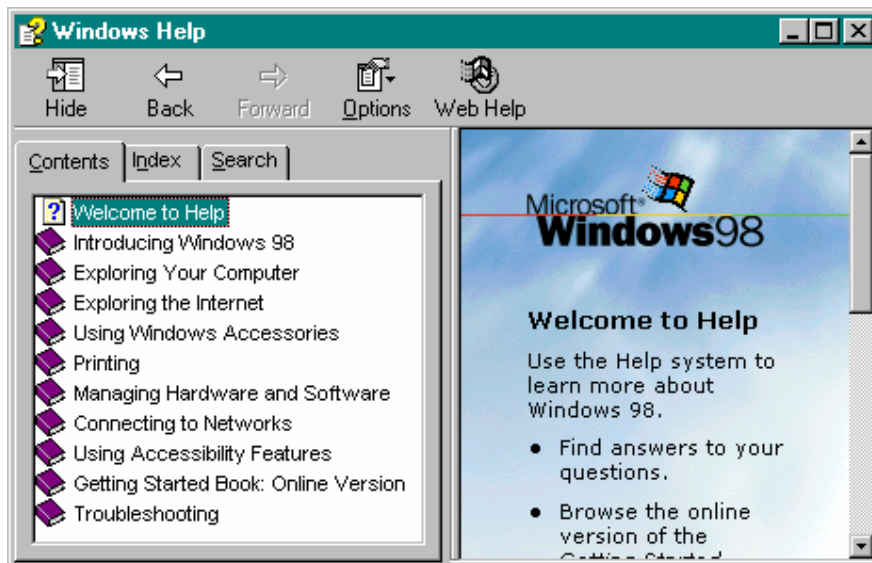 Windows Help
Hide Back Forward Options Web Help
Contents Index Search
Welcome to Help
Introducing Windows 98
Exploring Your Computer
Exploring the Internet
Using Windows Accessories
Printing
Managing Hardware and Software
Connecting to Networks
Using Accessibility Features
Getting Started Book: Online Version
Troubleshooting
Microsoft®
Windows98
Welcome to Help
Use the Help system to
learn more about
Windows 98.
• Find answers to your
questions.
• Browse the online
version of the
Getting Started